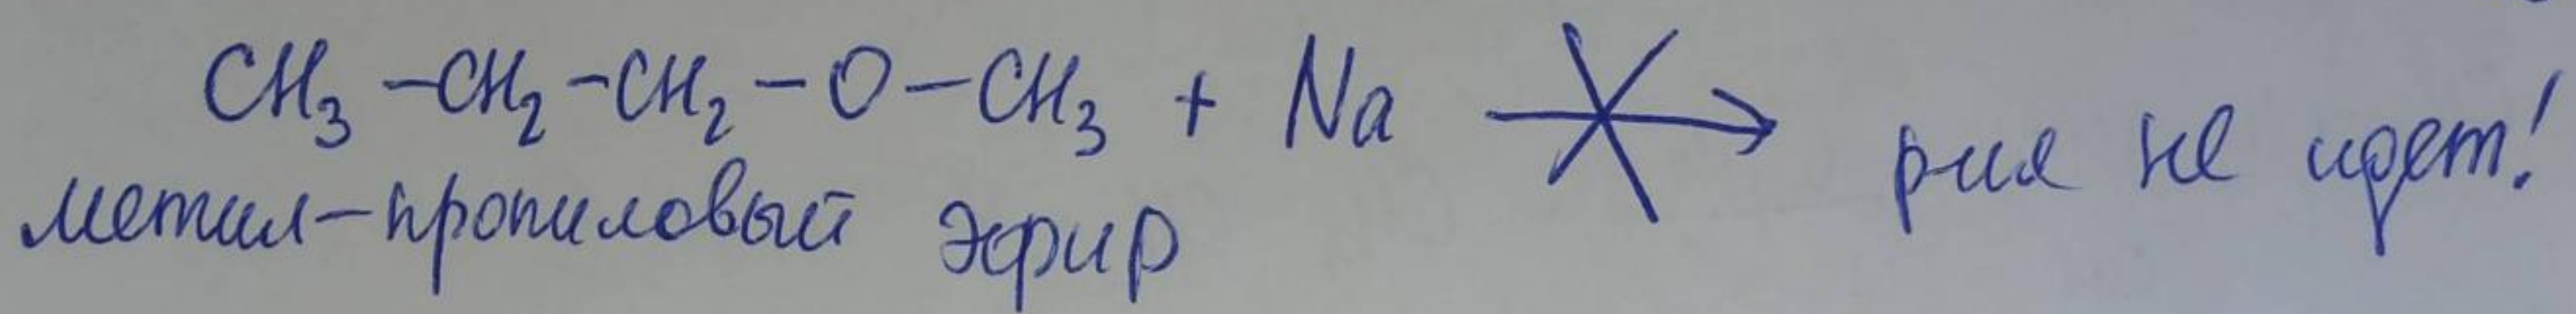 CH₃-CH₂-CH₂-O-CH₃ + Na ⟶ р-ия не идет!
метил-пропиловый эфир